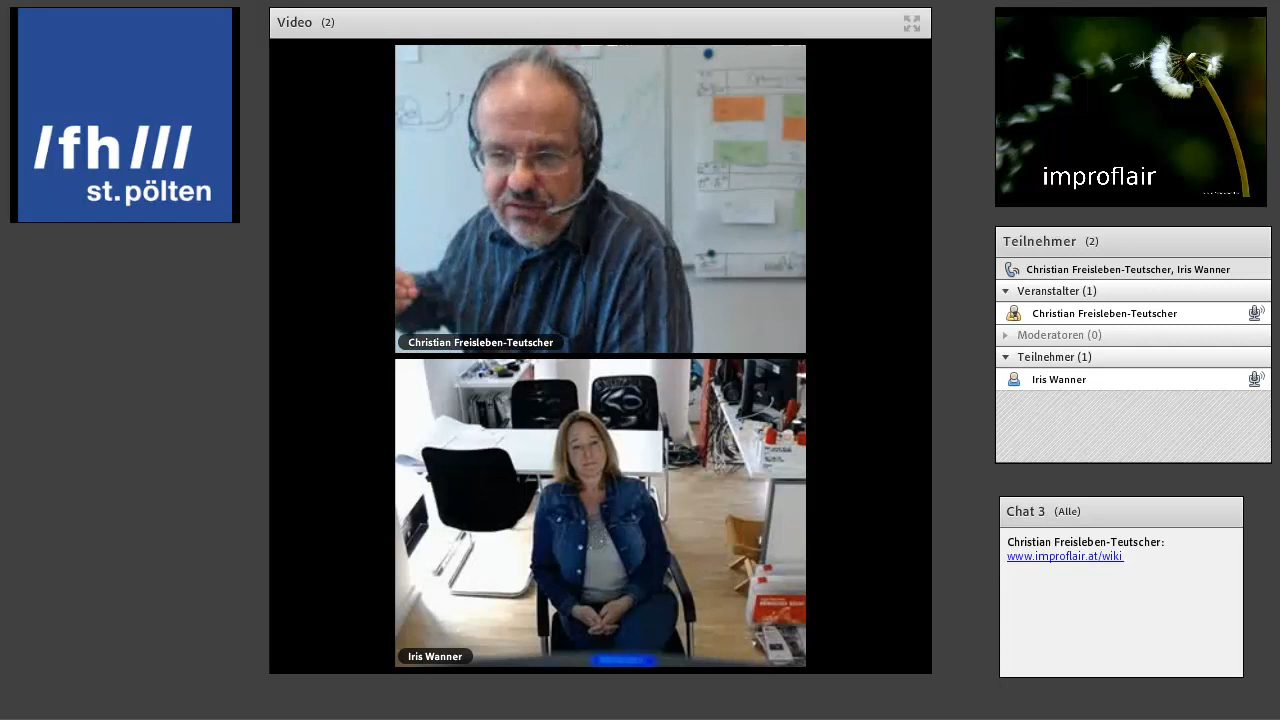 /fh///
st.pölten
Video (2)
Christian Freisleben-Teutscher
Iris Wanner
improflair
Teilnehmer (2)
Christian Freisleben-Teutscher, Iris Wanner
Veranstalter (1)
Christian Freisleben-Teutscher
Moderatoren (0)
Teilnehmer (1)
Iris Wanner
Chat 3 (Alle)
Christian Freisleben-Teutscher:
www.improflair.at/wiki